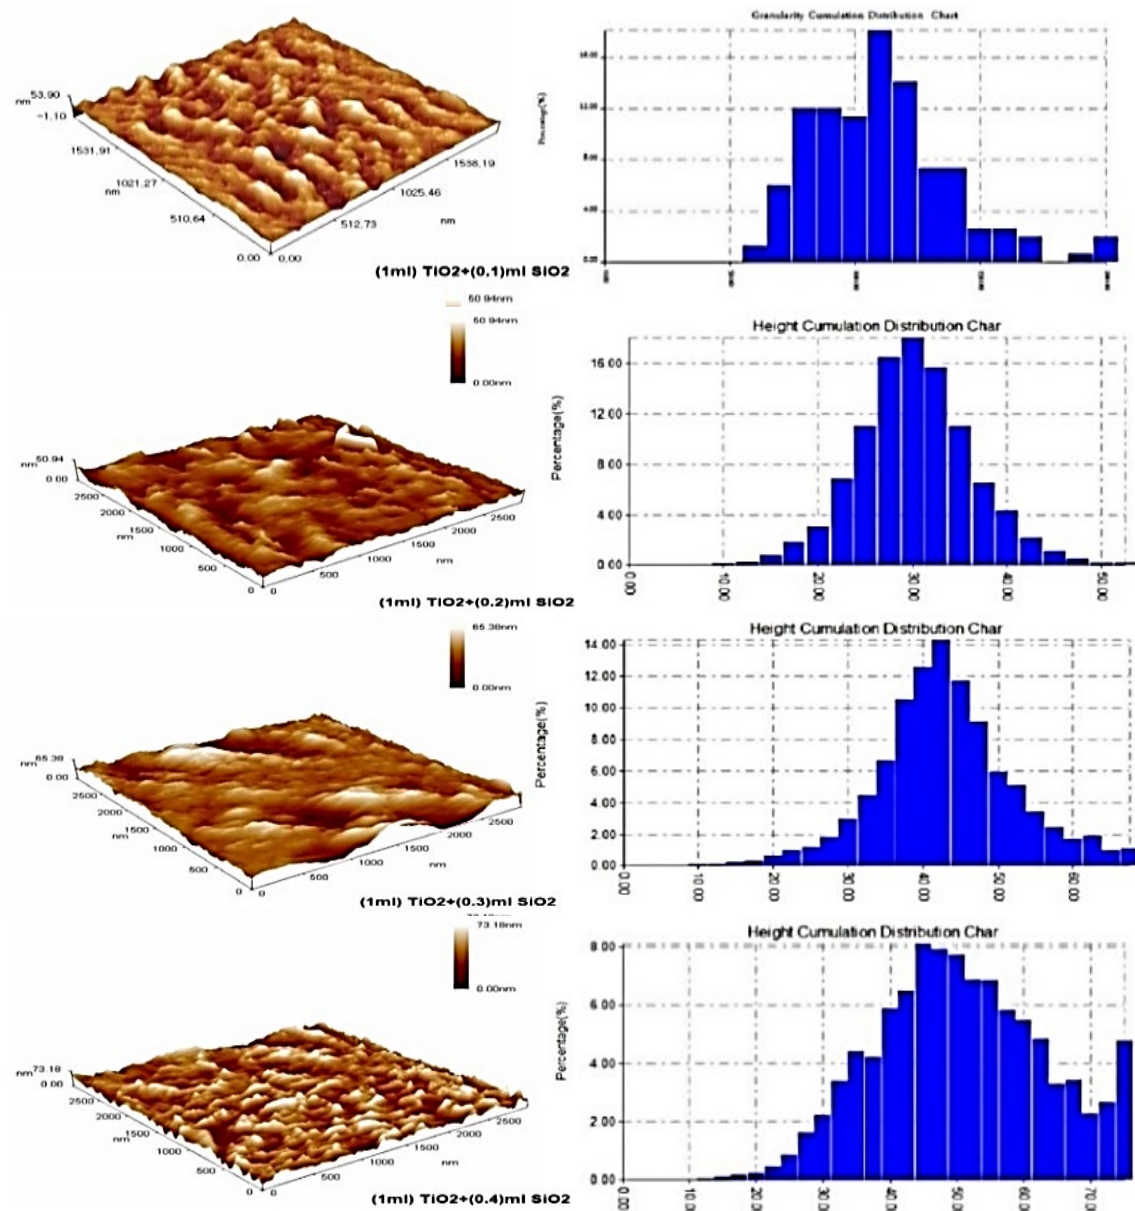 Granularity Cumulation Distribution Chart
53.90
nm
-1.10
1531.91
1021.27
nm
510.64
0.00
0.00
512.73
1025.46
1538.19
nm
Percentage(%)
(1ml) TiO2+(0.1)ml SiO2
50.94nm
50.94nm
0.00nm
nm 50.94
0.00
2500
2000
1500
nm
1000
500
0
0
500
1000
1500
2000
2500
nm
(1ml) TiO2+(0.2)ml SiO2
Height Cumulation Distribution Char
Percentage(%)
16.00
12.00
8.00
4.00
0.00
0.00
10.00
20.00
30.00
40.00
50.00
65.38nm
0.00nm
nm 65.38
0.00
2500
2000
1500
nm
1000
500
0
0
500
1000
1500
2000
2500
nm
(1ml) TiO2+(0.3)ml SiO2
Height Cumulation Distribution Char
Percentage(%)
14.00
12.00
10.00
8.00
6.00
4.00
2.00
0.00
0.00
10.00
20.00
30.00
40.00
50.00
60.00
73.18nm
0.00nm
nm 73.18
0.00
2500
2000
1500
nm
1000
500
0
0
500
1000
1500
2000
2500
nm
(1ml) TiO2+(0.4)ml SiO2
Height Cumulation Distribution Char
Percentage(%)
8.00
6.00
4.00
2.00
0.00
0.00
10.00
20.00
30.00
40.00
50.00
60.00
70.00